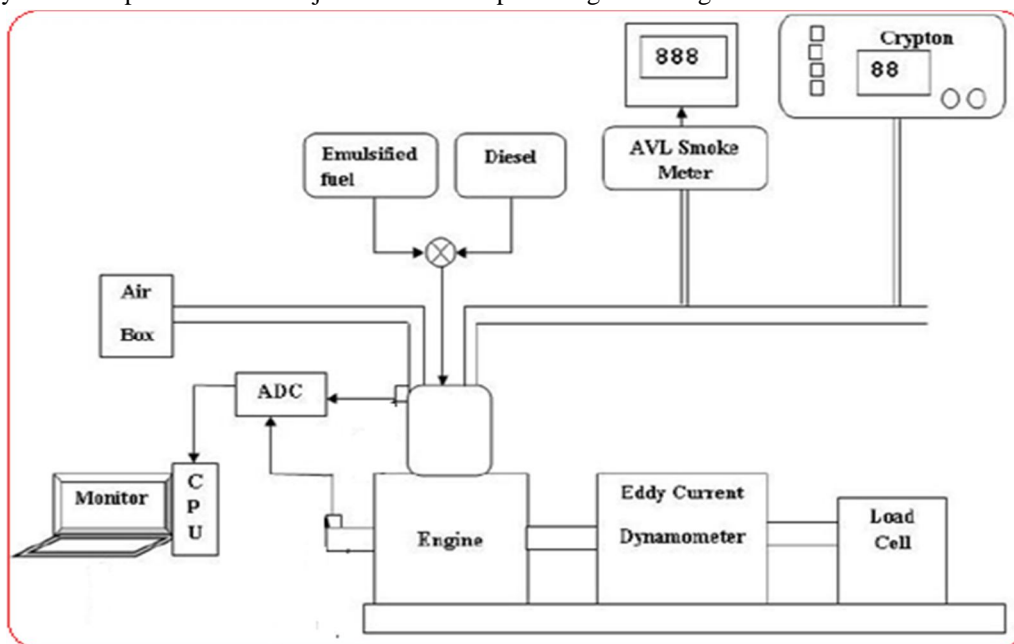 888
Crypton
88
Emulsified
fuel
Diesel
AVL Smoke
Meter
Air
Box
ADC
Monitor
C
P
U
Engine
Eddy Current
Dynamometer
Load
Cell